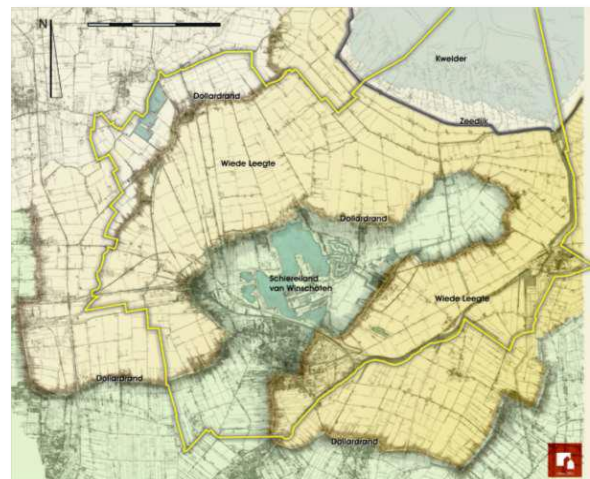 N
Kwelder
Dollardrand
Zeedijk
Wiede Leegte
Dollardrand
Schiereiland
van Winschoten
Wiede Leegte
Dollardrand
Dollardrand